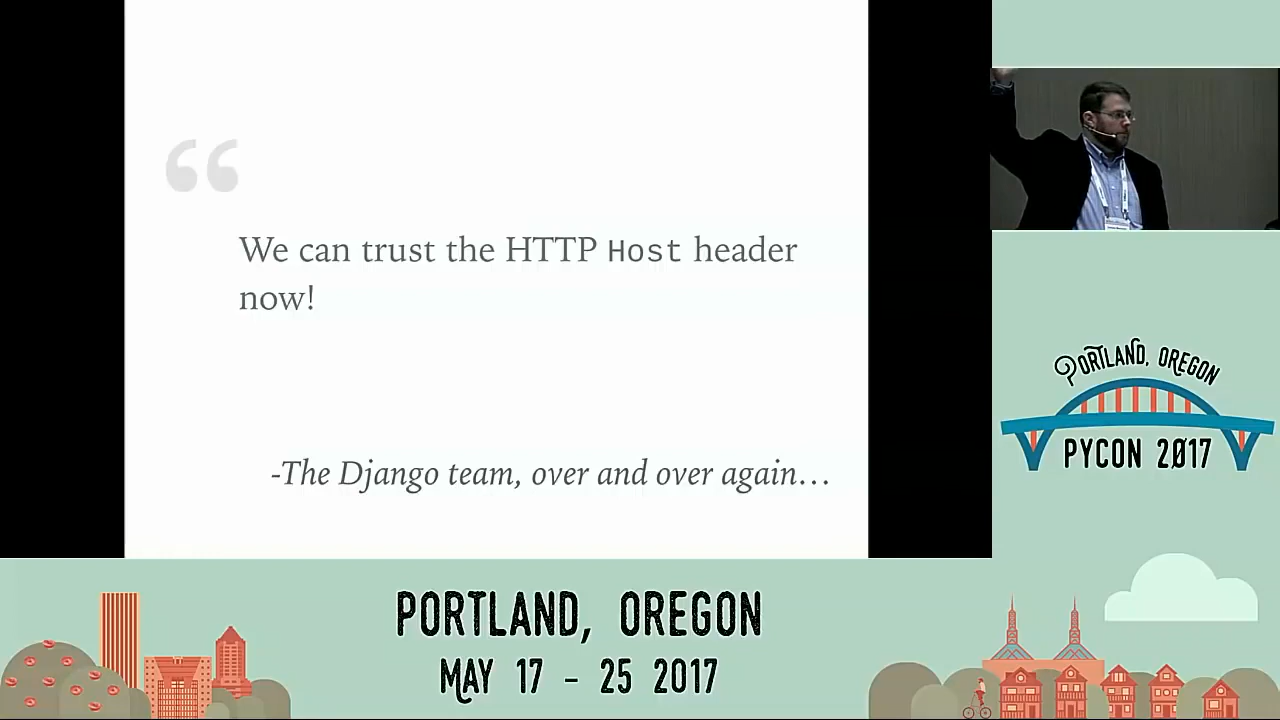 “
We can trust the HTTP Host header
now!
-The Django team, over and over again…
PORTLAND, OREGON
PYCON 2017
PORTLAND, OREGON
MAY 17 - 25 2017